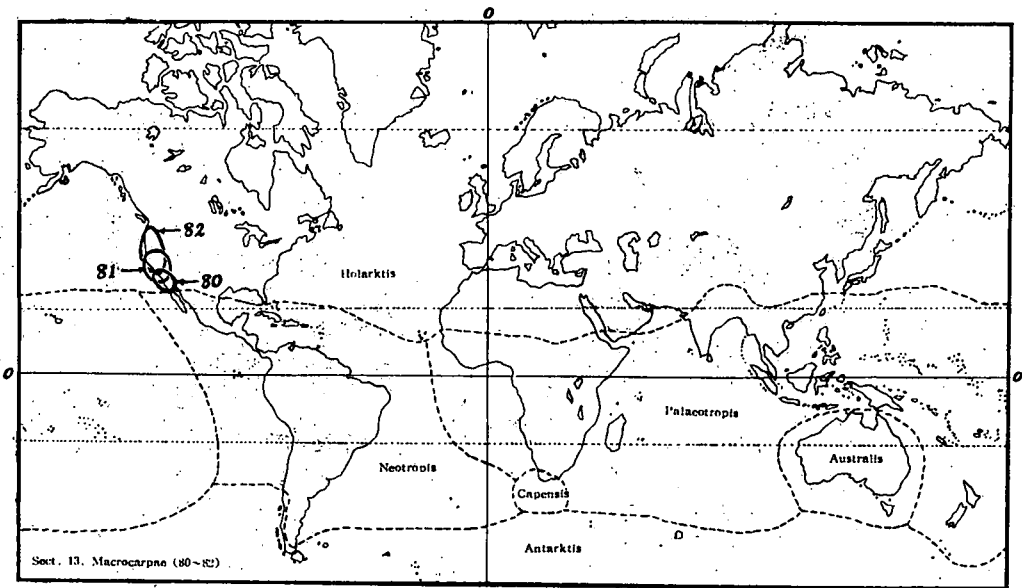 0
82
81
80
Holarktis
0
0
Palaeotropis
Neotropis
Australis
Capensis
Antarktis
Sect. 13. Macrocarpae (80~82)